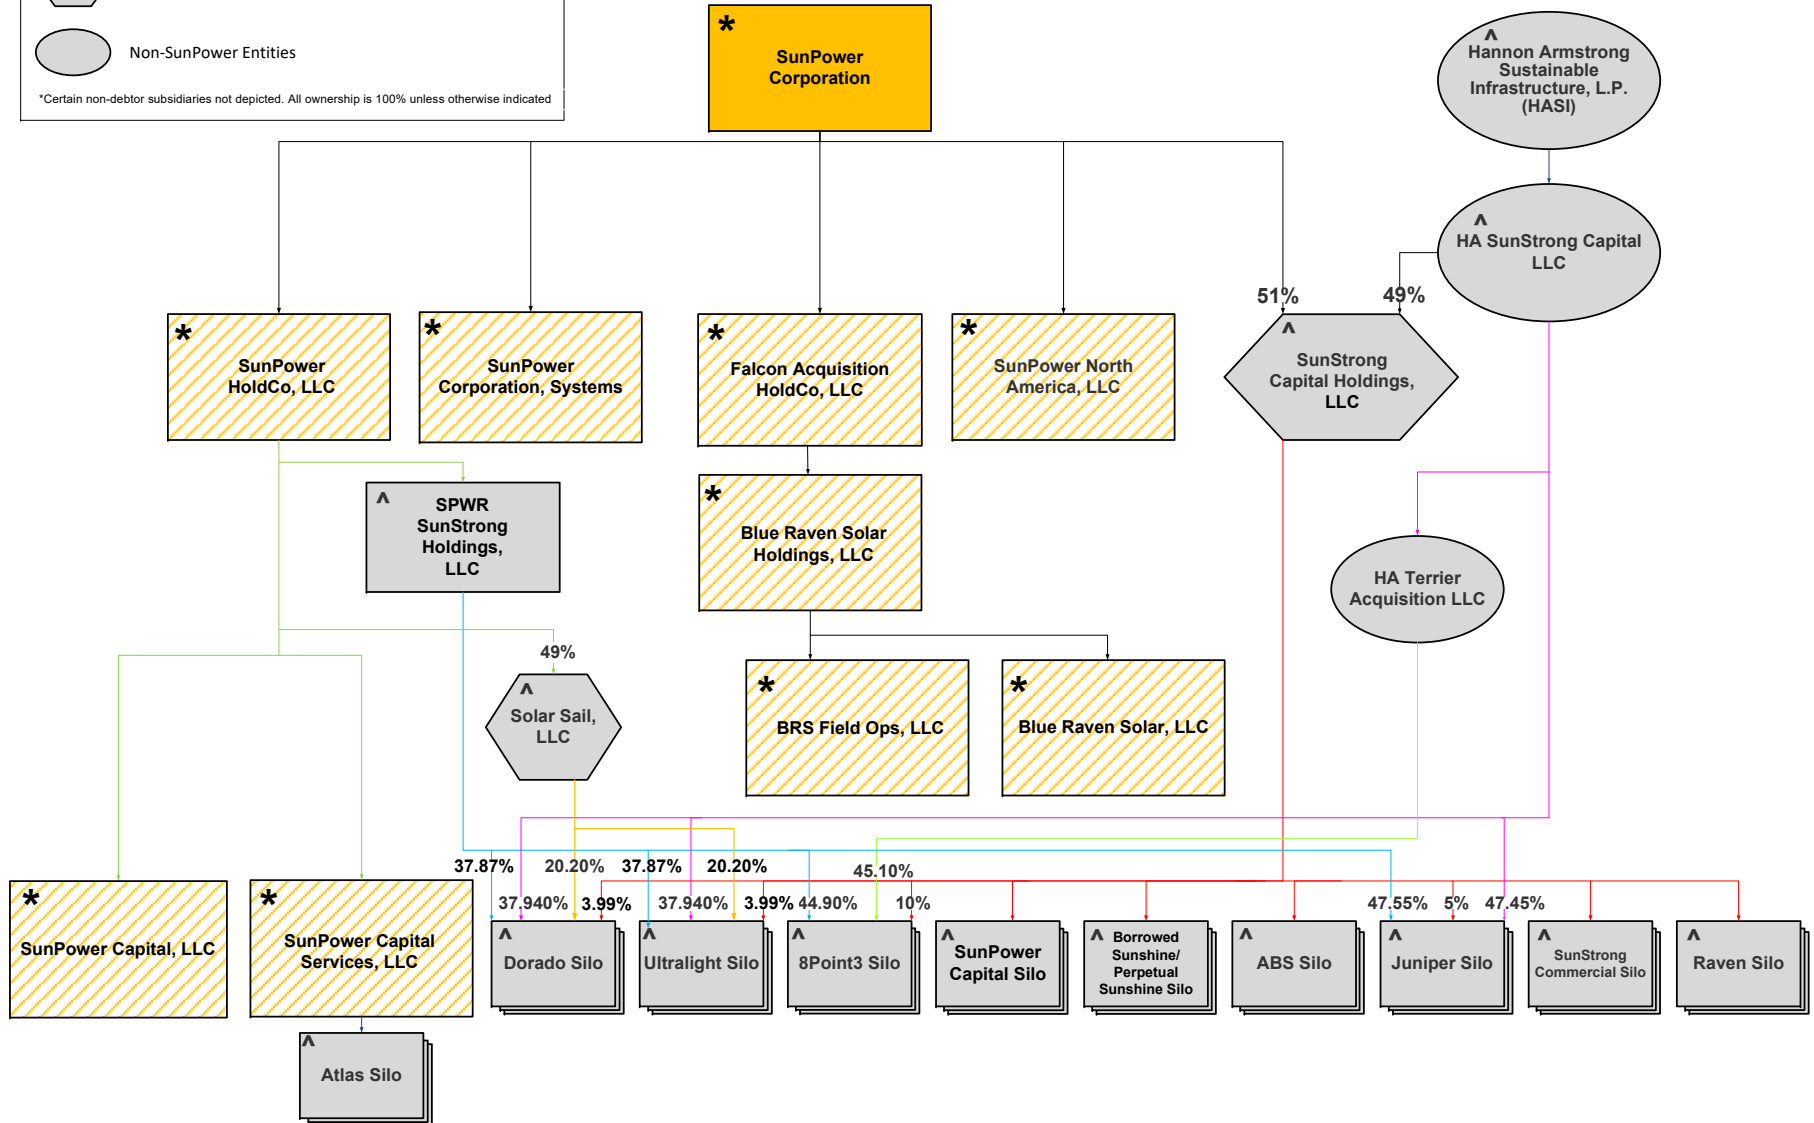 Non-SunPower Entities
*Certain non-debtor subsidiaries not depicted. All ownership is 100% unless otherwise indicated
*
SunPower
Corporation
^
Hannon Armstrong
Sustainable
Infrastructure, L.P.
(HASI)
^
HA SunStrong Capital
LLC
51%
49%
*
SunPower
HoldCo, LLC
*
SunPower
Corporation, Systems
*
Falcon Acquisition
HoldCo, LLC
*
SunPower North
America, LLC
^
SunStrong
Capital Holdings,
LLC
^
SPWR
SunStrong
Holdings,
LLC
*
Blue Raven Solar
Holdings, LLC
HA Terrier
Acquisition LLC
49%
^
Solar Sail,
LLC
*
BRS Field Ops, LLC
*
Blue Raven Solar, LLC
37.87%
20.20%
37.87%
20.20%
45.10%
37.940%
3.99%
37.940%
3.99%
44.90%
10%
47.55%
5%
47.45%
*
SunPower Capital, LLC
*
SunPower Capital
Services, LLC
^
Dorado Silo
^
Ultralight Silo
^
8Point3 Silo
^
SunPower
Capital Silo
^
Borrowed
Sunshine/
Perpetual
Sunshine Silo
^
ABS Silo
^
Juniper Silo
^
SunStrong
Commercial Silo
^
Raven Silo
^
Atlas Silo